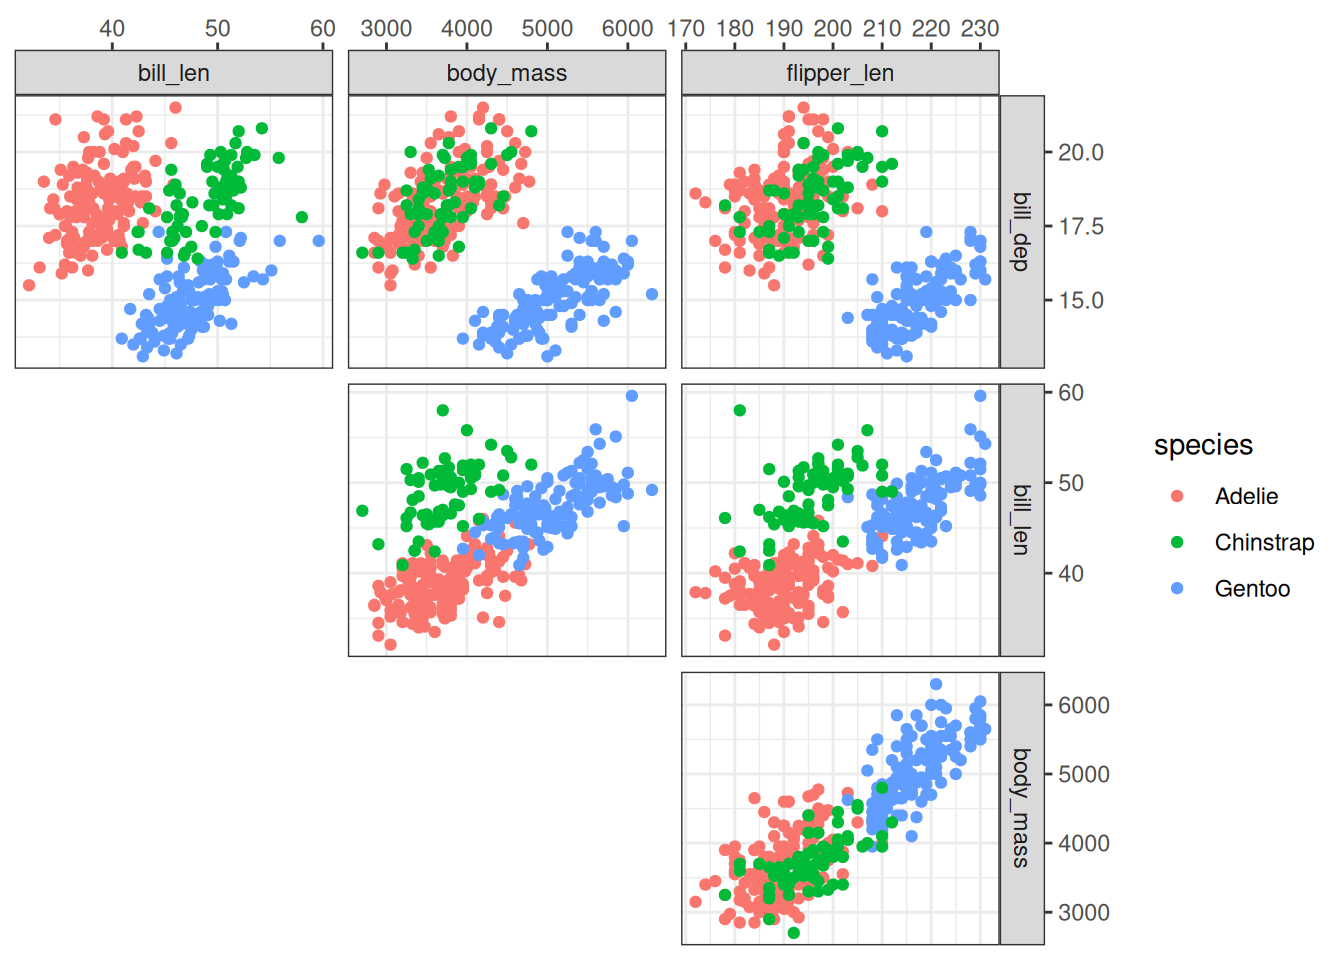 40 50 60 3000 4000 5000 6000 170 180 190 200 210 220 230
bill_len body_mass flipper_len
20.0
17.5
15.0
bill_dep
60
50
40
bill_len
species
Adelie
Chinstrap
Gentoo
6000
5000
4000
3000
body_mass